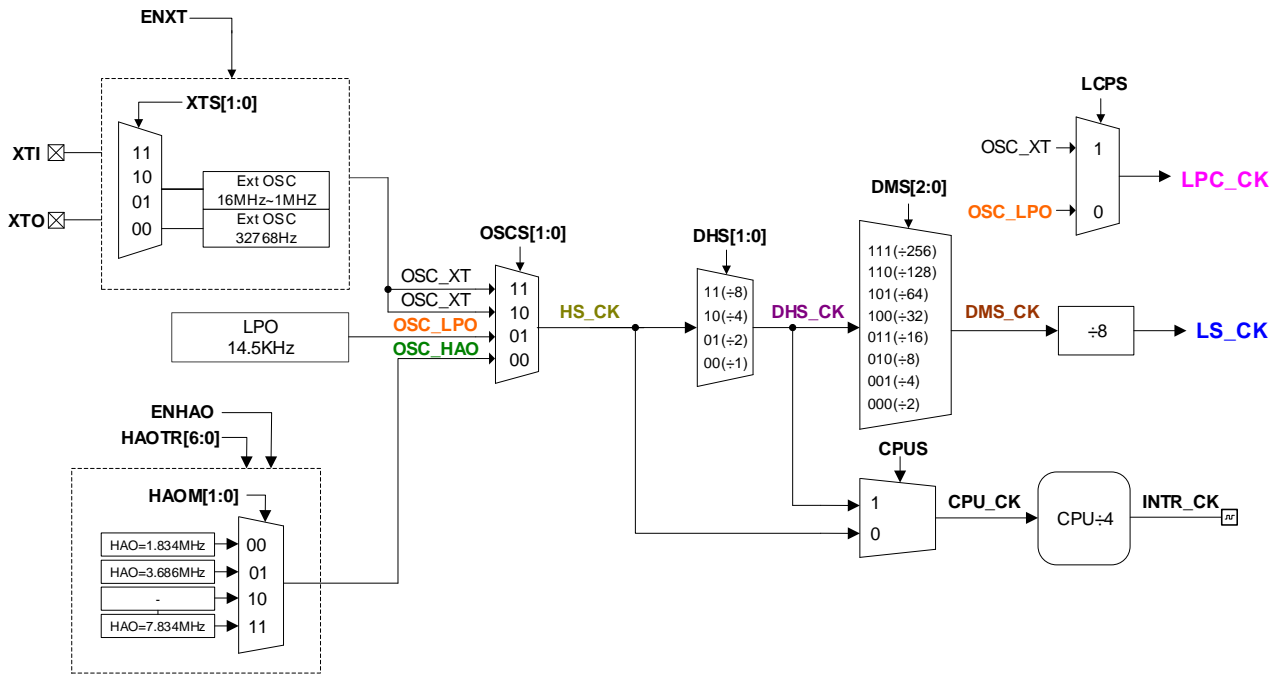 ENXT
XTS[1:0]
XTI
XTO
11
10
01
00
Ext OSC
16MHz~1MHZ
Ext OSC
32768Hz
LCPS
OSC_XT
1
OSC_LPO
0
LPC_CK
OSCS[1:0]
OSC_XT
OSC_XT
OSC_LPO
OSC_HAO
11
10
01
00
LPO
14.5KHz
HS_CK
DHS[1:0]
11(÷8)
10(÷4)
01(÷2)
00(÷1)
DHS_CK
DMS[2:0]
111(÷256)
110(÷128)
101(÷64)
100(÷32)
011(÷16)
010(÷8)
001(÷4)
000(÷2)
DMS_CK
÷8
LS_CK
ENHAO
HAOTR[6:0]
HAOM[1:0]
HAO=1.834MHz
00
HAO=3.686MHz
01
-
10
HAO=7.834MHz
11
CPUS
1
0
CPU_CK
CPU÷4
INTR_CK